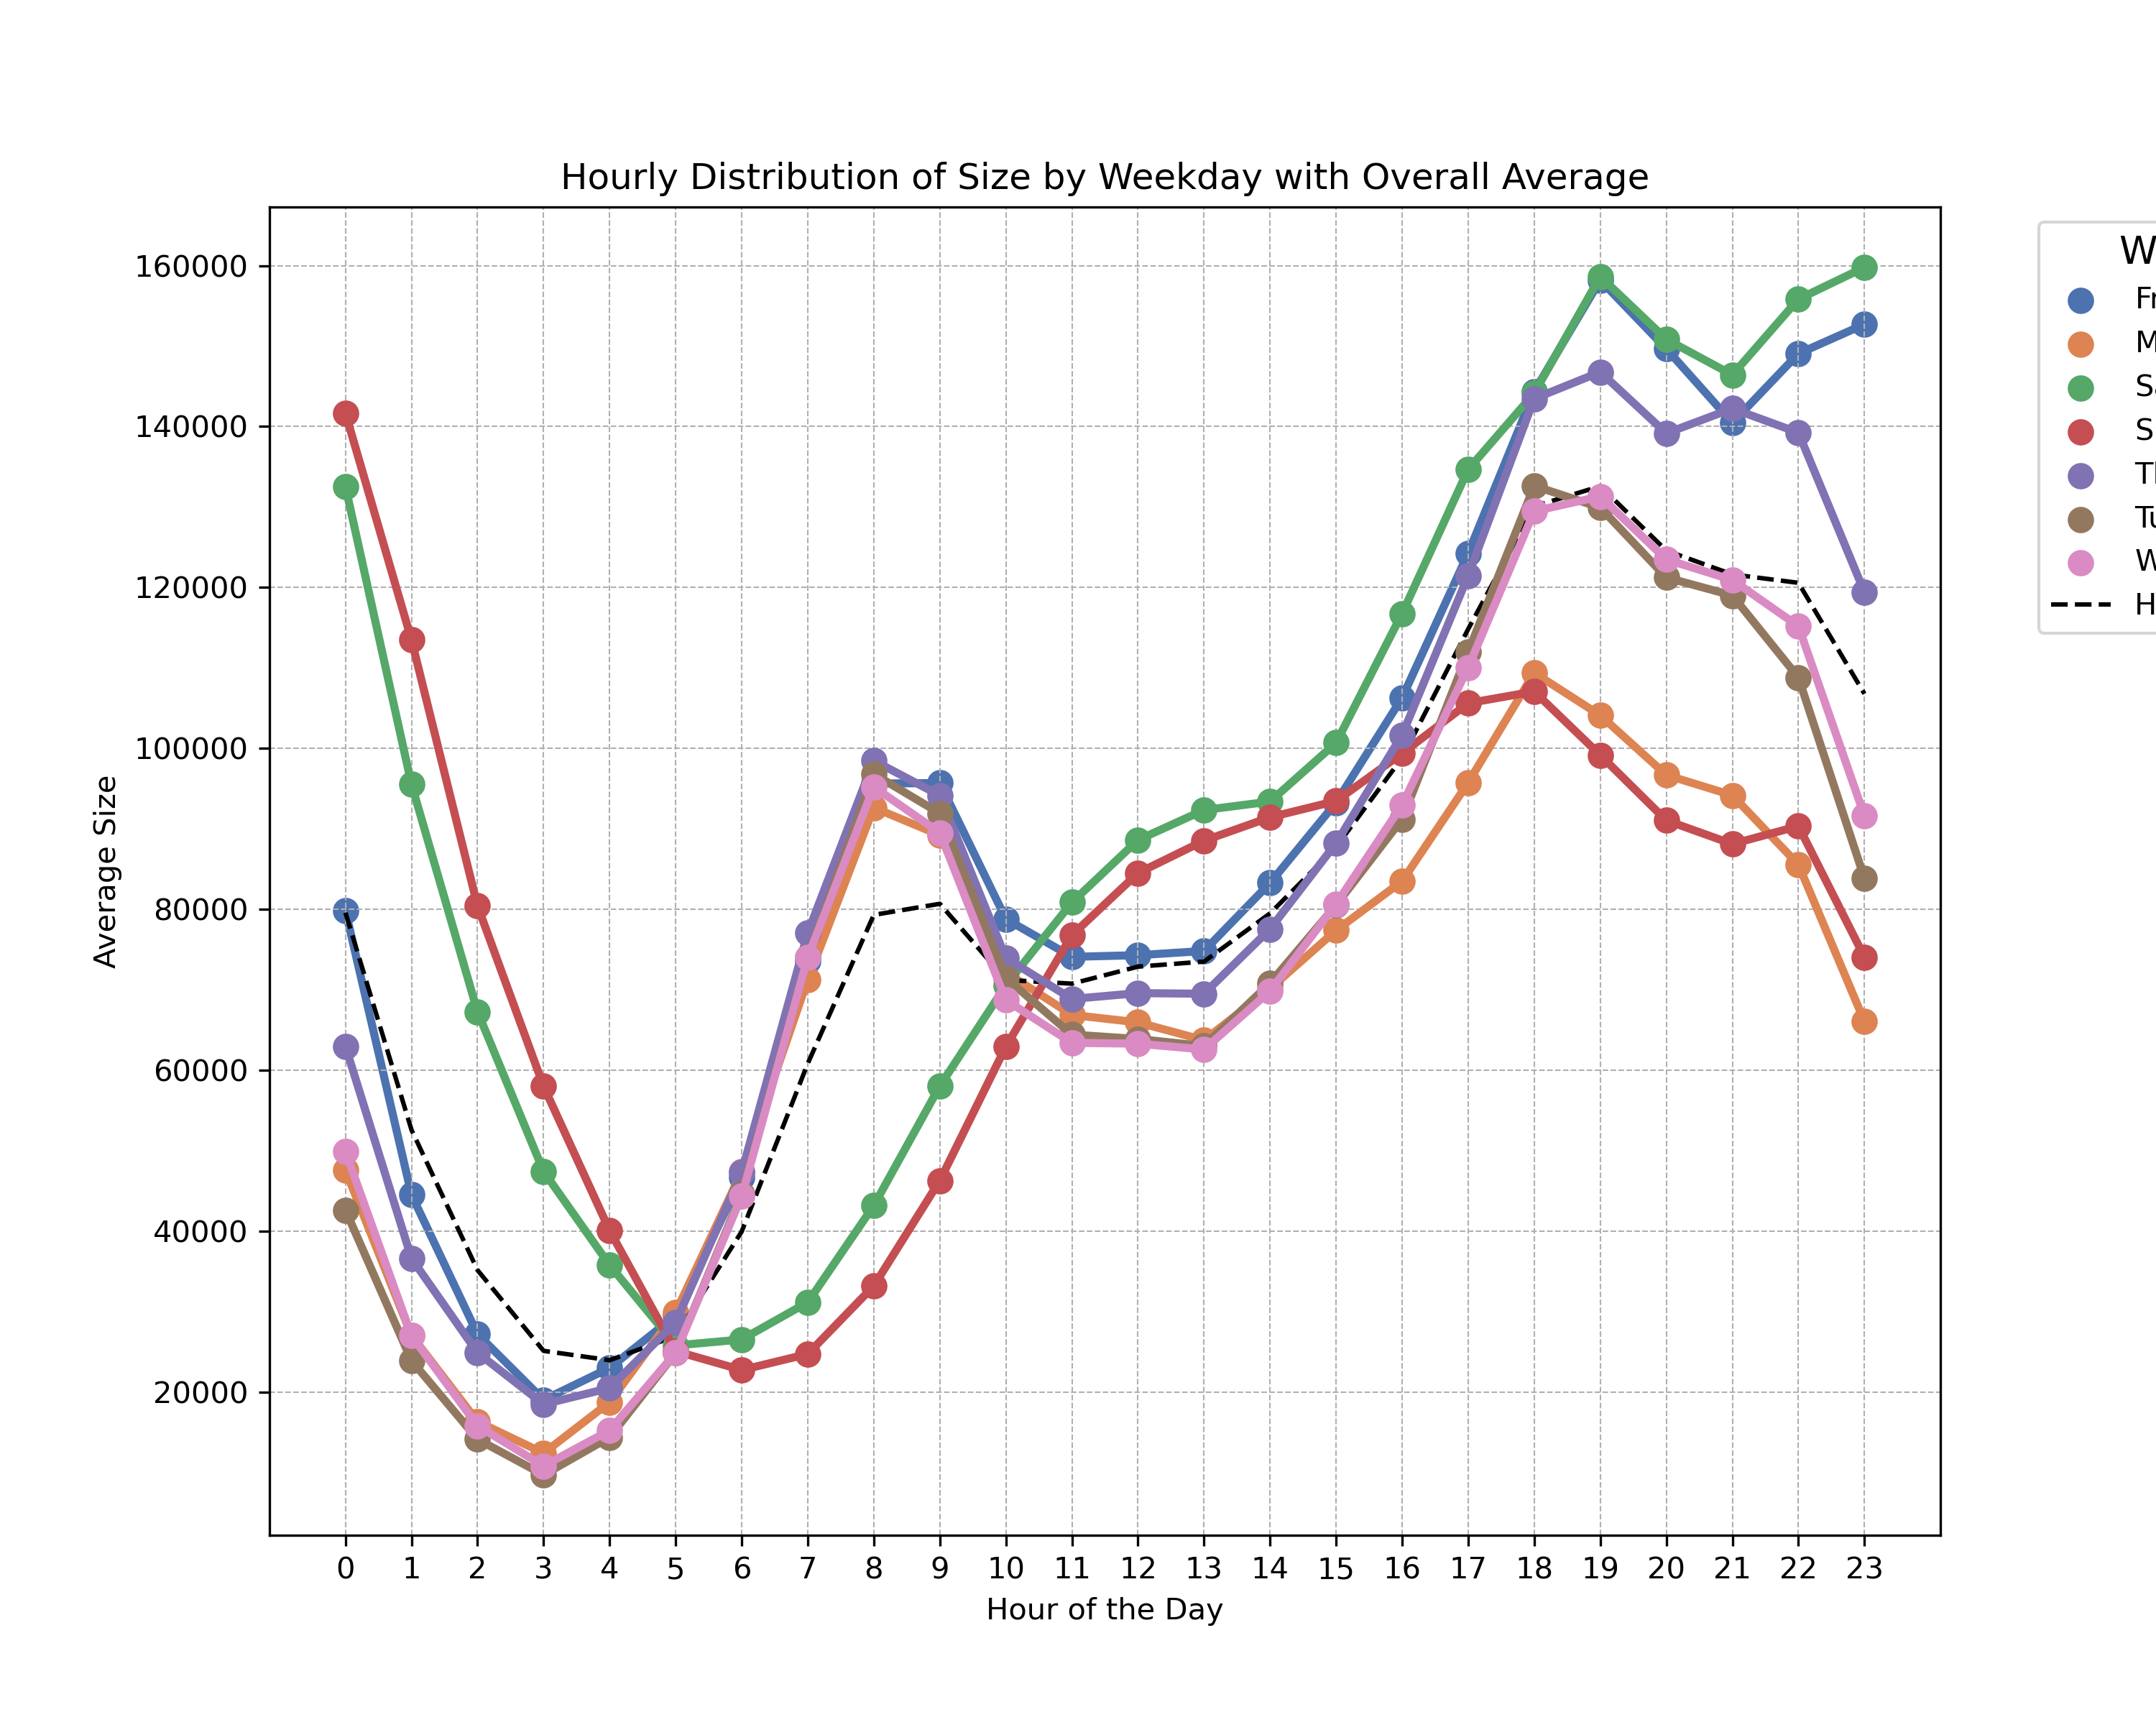 Hourly Distribution of Size by Weekday with Overall Average
160000
140000
120000
100000
80000
60000
40000
20000
Average Size
0 1 2 3 4 5 6 7 8 9 10 11 12 13 14 15 16 17 18 19 20 21 22 23
Hour of the Day